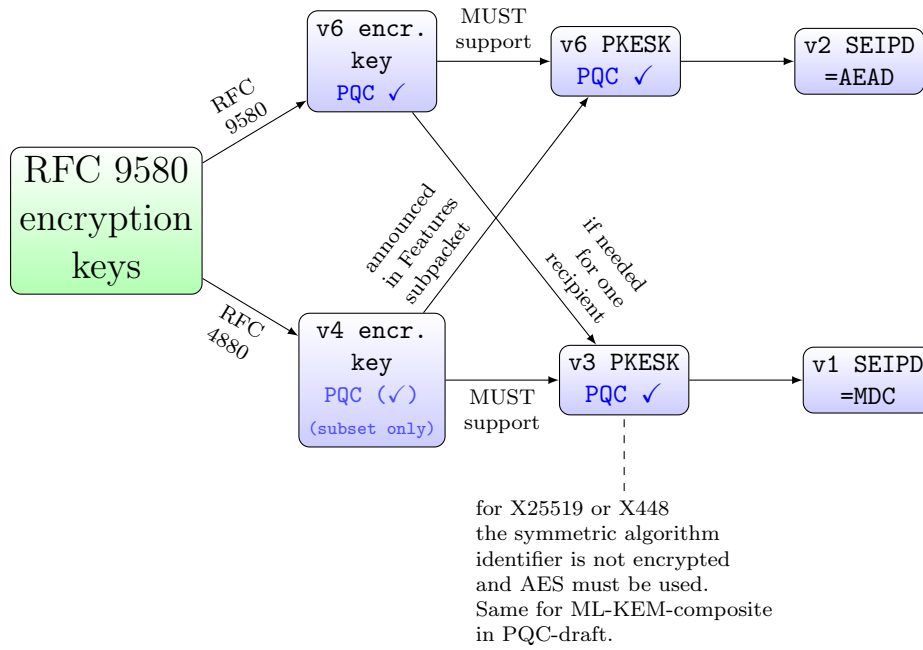 RFC 9580
encryption
keys
RFC
9580
RFC
4880
v6 encr.
key
PQC ✓
MUST
support
v6 PKESK
PQC ✓
v2 SEIPD
=AEAD
announced
in Features
subpacket
if needed
for one
recipient
v4 encr.
key
PQC (✓)
(subset only)
MUST
support
v3 PKESK
PQC ✓
v1 SEIPD
=MDC
for X25519 or X448
the symmetric algorithm
identifier is not encrypted
and AES must be used.
Same for ML-KEM-composite
in PQC-draft.